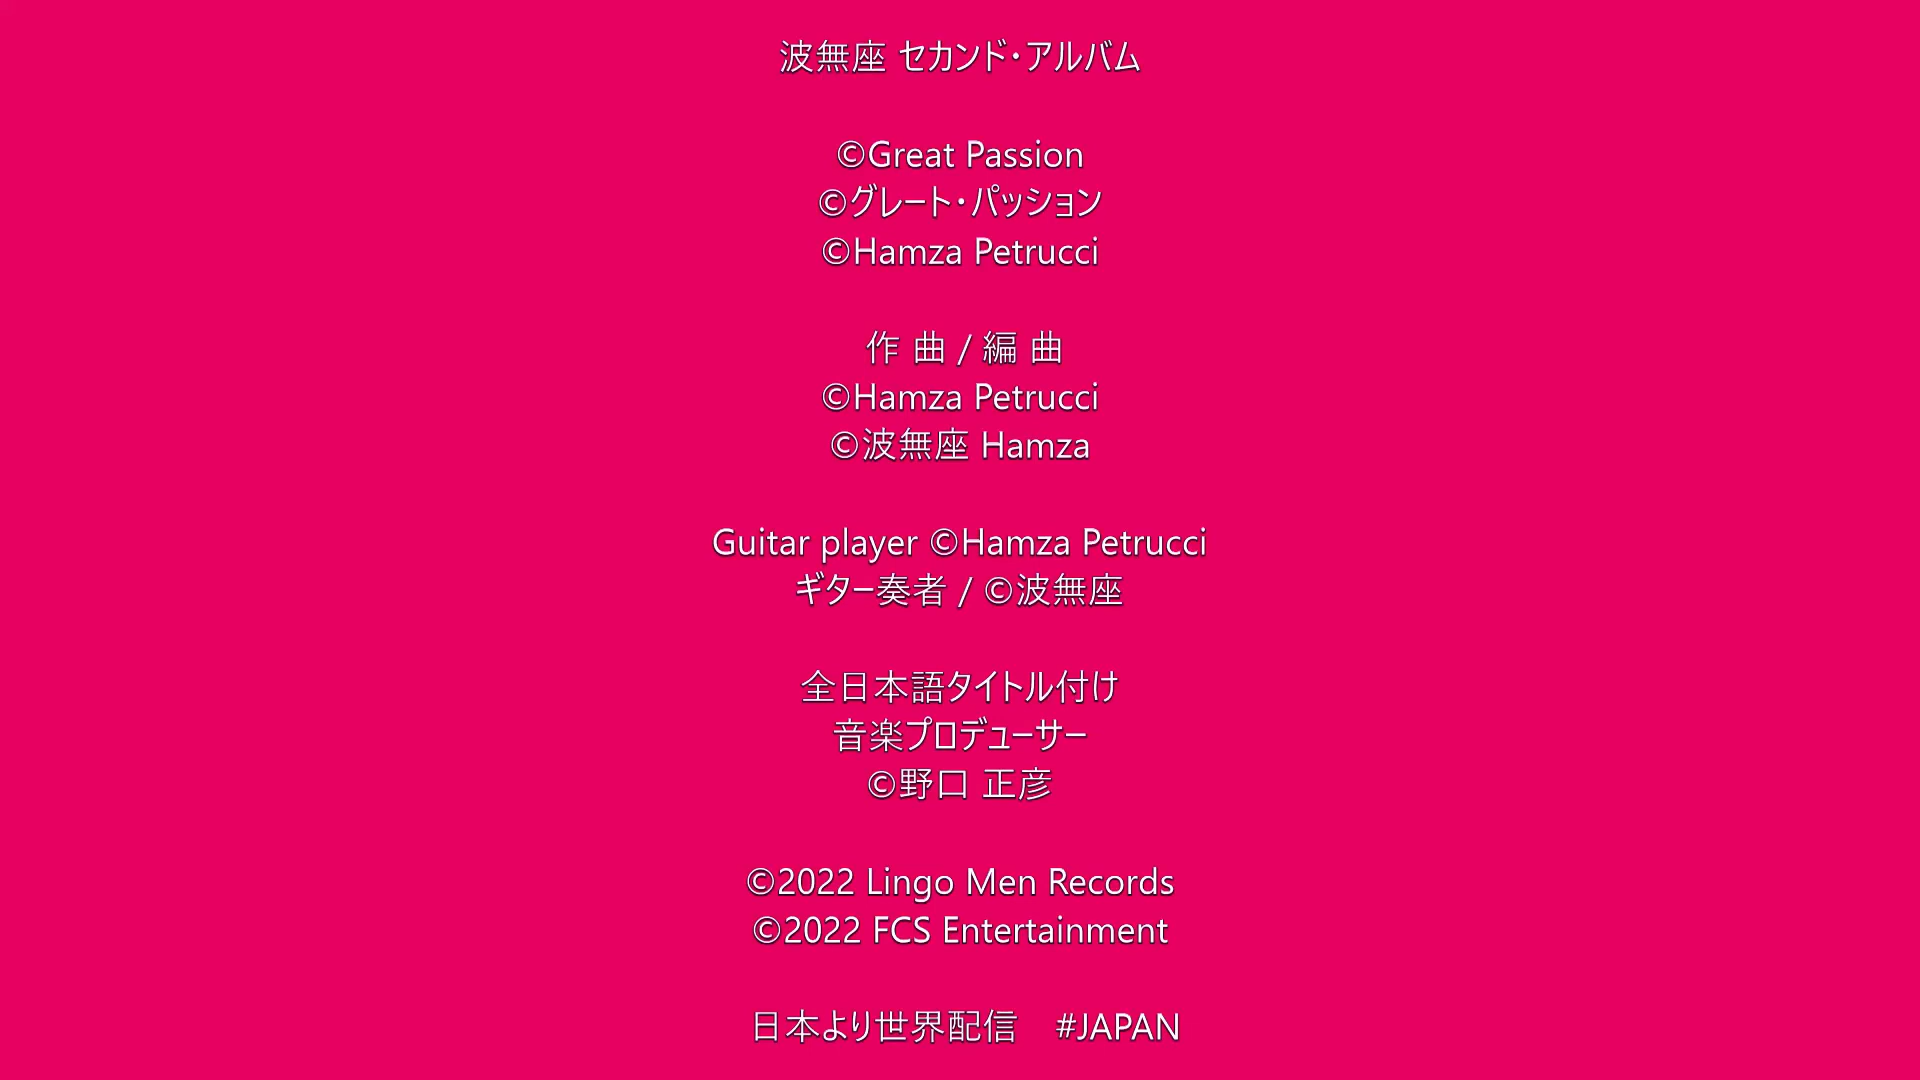 波無座 セカンド・アルバム
©Great Passion
©グレート・パッション
©Hamza Petrucci
作 曲 / 編 曲
©Hamza Petrucci
©波無座 Hamza
Guitar player ©Hamza Petrucci
ギター奏者 / ©波無座
全日本語タイトル付け
音楽プロデューサー
©野口 正彦
©2022 Lingo Men Records
©2022 FCS Entertainment
日本より世界配信　#JAPAN